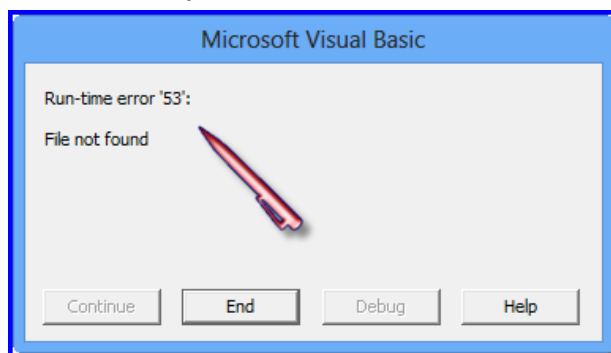 Microsoft Visual Basic
Run-time error '53':
File not found
Continue End Debug Help